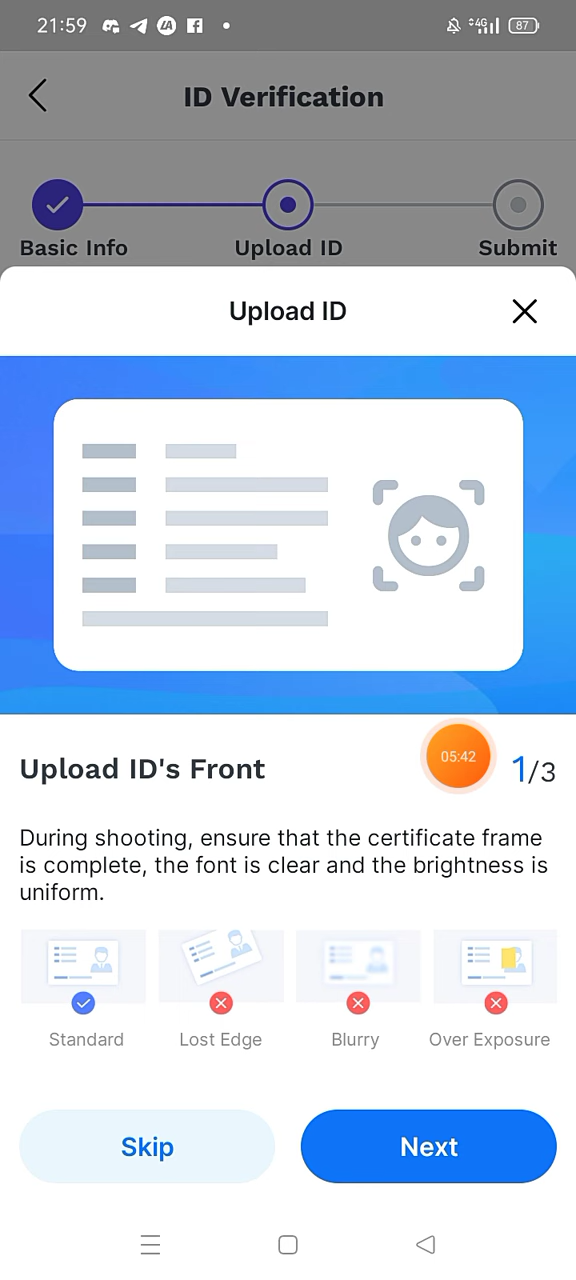 21:59
4G
87
ID Verification
Basic Info
Upload ID
Submit
Upload ID
Upload ID's Front
05:42
1/3
During shooting, ensure that the certificate frame
is complete, the font is clear and the brightness is
uniform.
Standard
Lost Edge
Blurry
Over Exposure
Skip
Next